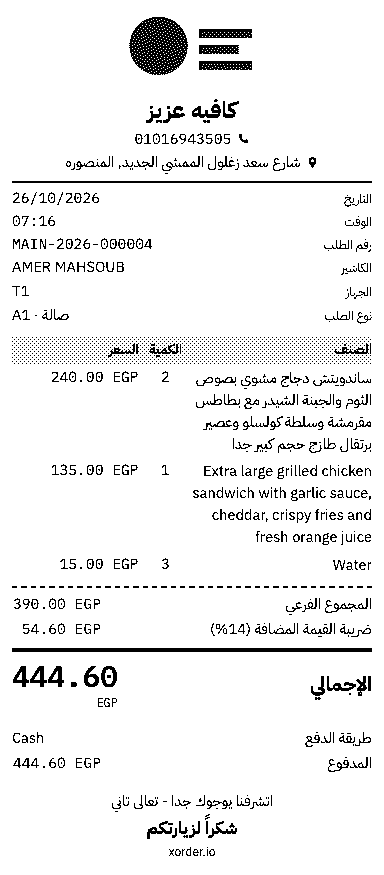 كافيه عزيز
01016943505
شارع سعد زغلول الممشي الجديد, المنصوره
التاريخ 26/10/2026
الوقت 07:16
رقم الطلب MAIN-2026-000004
الكاشير AMER MAHSOUB
الجهاز T1
نوع الطلب صالة · A1
الصنف الكمية السعر
ساندويتش دجاج مشوي بصوص 2 240.00 EGP
الثوم والجبنة الشيدر مع بطاطس
مقرمشة وسلطة كولسلو وعصير
برتقال طازج حجم كبير جدا
Extra large grilled chicken 1 135.00 EGP
sandwich with garlic sauce,
cheddar, crispy fries and
fresh orange juice
Water 3 15.00 EGP
المجموع الفرعي 390.00 EGP
ضريبة القيمة المضافة (14%) 54.60 EGP
الإجمالي 444.60
EGP
طريقة الدفع Cash
المدفوع 444.60 EGP
اتشرفنا يوجوك جدا - تعالى تاني
شكراً لزيارتكم
xorder.io